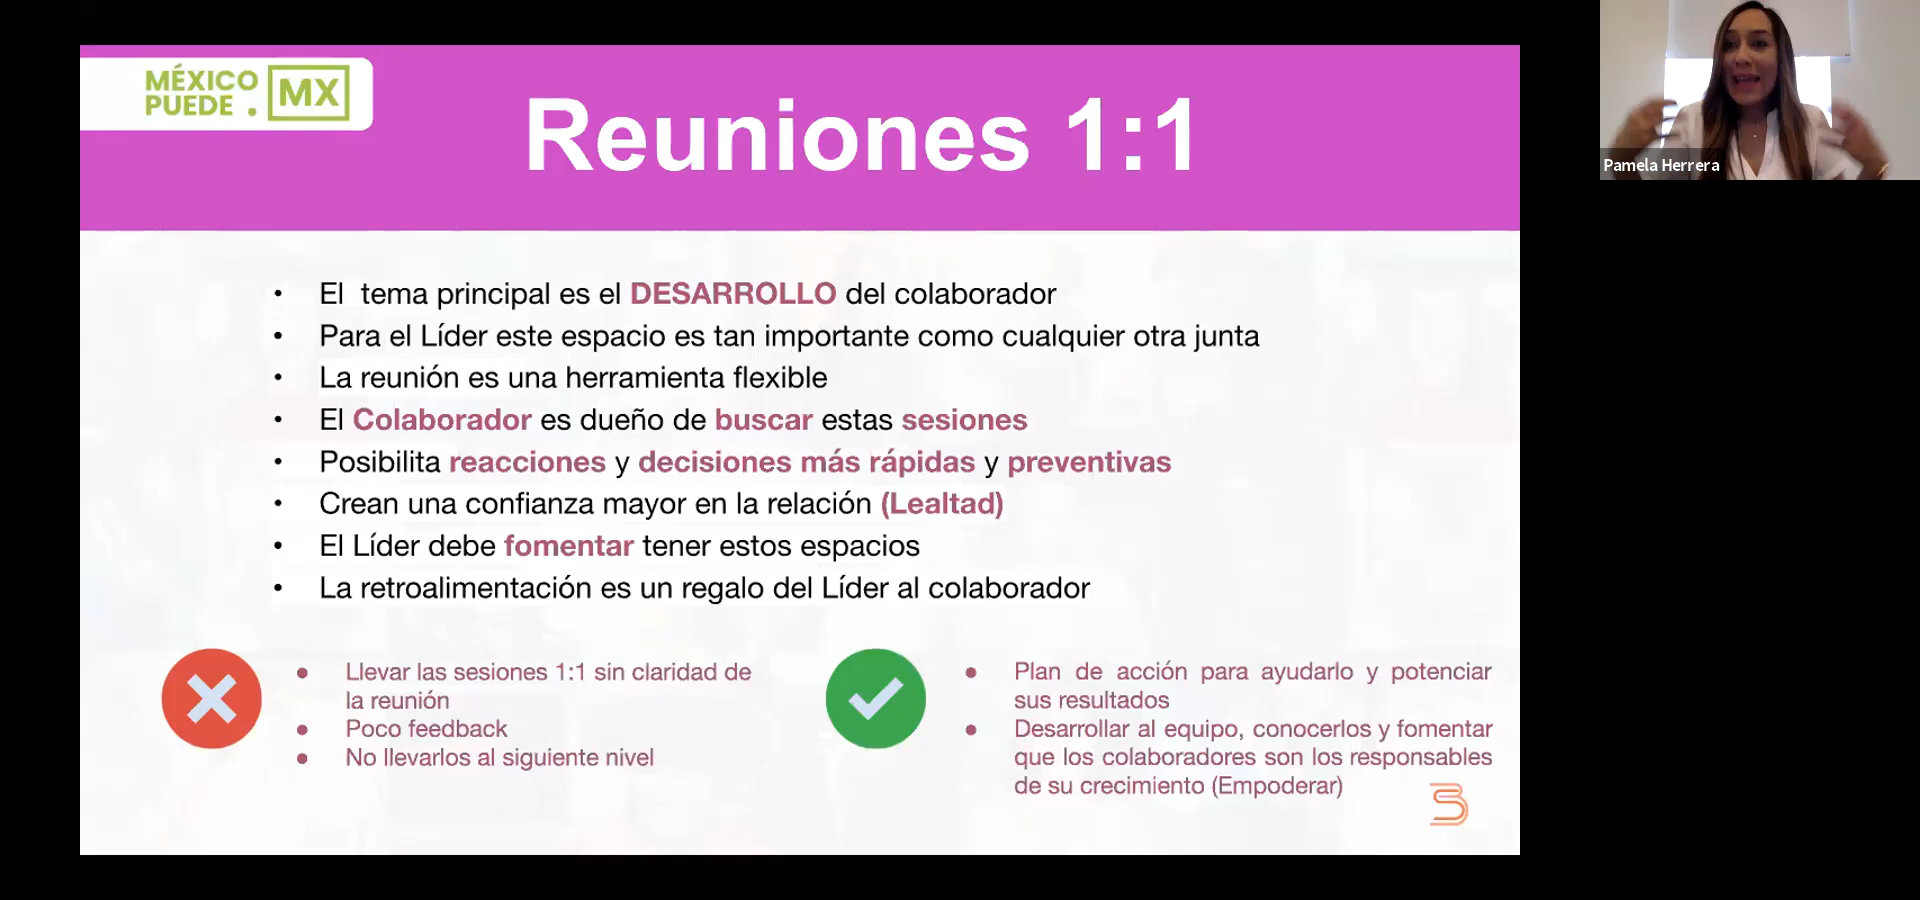 MÉXICO
PUEDE . MX
Reuniones 1:1
Pamela Herrera
• El  tema principal es el DESARROLLO del colaborador
• Para el Líder este espacio es tan importante como cualquier otra junta
• La reunión es una herramienta flexible
• El Colaborador es dueño de buscar estas sesiones
• Posibilita reacciones y decisiones más rápidas y preventivas
• Crean una confianza mayor en la relación (Lealtad)
• El Líder debe fomentar tener estos espacios
• La retroalimentación es un regalo del Líder al colaborador
● Llevar las sesiones 1:1 sin claridad de
la reunión
● Poco feedback
● No llevarlos al siguiente nivel
● Plan de acción para ayudarlo y potenciar
sus resultados
● Desarrollar al equipo, conocerlos y fomentar
que los colaboradores son los responsables
de su crecimiento (Empoderar)